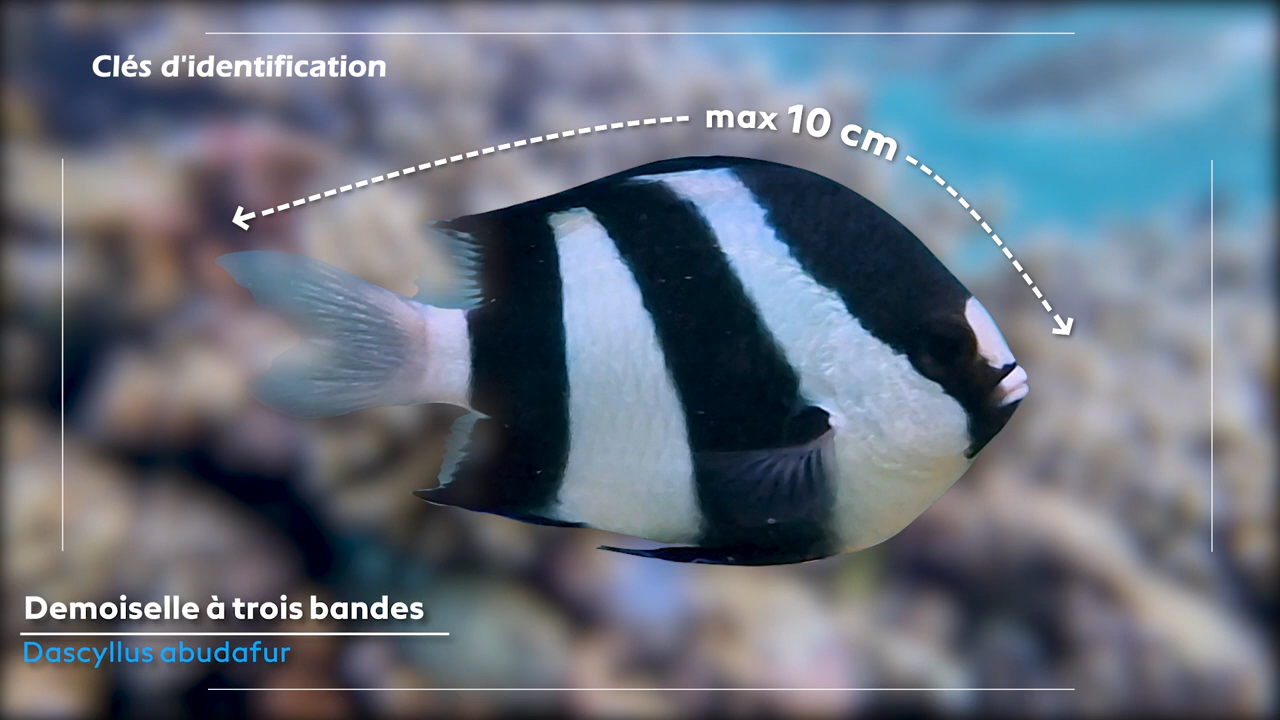 Clés d'identification
max 10 cm
Demoiselle à trois bandes
Dascyllus abudafur